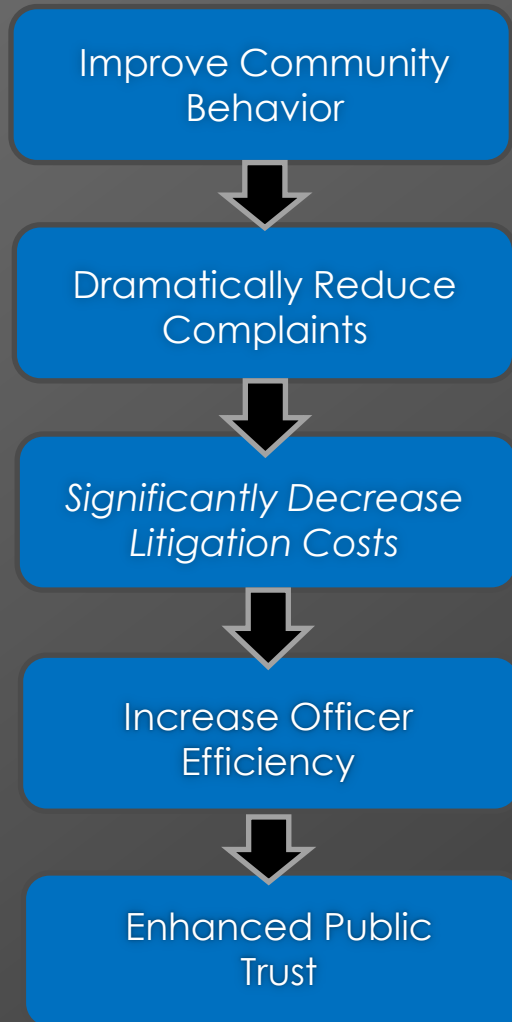 Improve Community
Behavior
Dramatically Reduce
Complaints
Significantly Decrease
Litigation Costs
Increase Officer
Efficiency
Enhanced Public
Trust